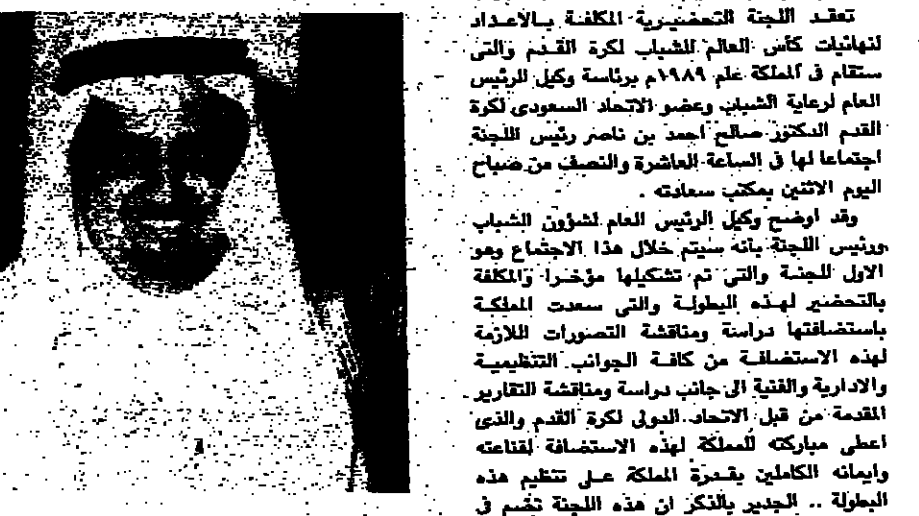 تعقد اللجنة التحضيرية المكلفة بالاعداد
لنهائيات كأس العالم للشباب لكرة القدم والتى
ستقام فى المملكة علم ١٩٨٩م برئاسة وكيل الرئيس
العام لرعاية الشباب وعضو الاتحاد السعودى لكرة
القدم الدكتور صالح احمد بن ناصر رئيس اللجنة
اجتماعا لها فى الساعة العاشرة والنصف من صباح
اليوم الاثنين بمكتب سعادته .
وقد اوضح وكيل الرئيس العام لشؤون الشباب
ورئيس اللجنة بانه سيتم خلال هذا الاجتماع وهو
الاول للجنة والتى تم تشكيلها مؤخرا والمكلفة
بالتحضير لهذه البطولة والتى سعدت المملكة
باستضافتها دراسة ومناقشة التصورات اللازمة
لهذه الاستضافة من كافة الجوانب التنظيمية
والادارية والفنية الى جانب دراسة ومناقشة التقارير
المقدمة من قبل الاتحاد الدولى لكرة القدم والذى
اعطى مباركته للمملكة لهذه الاستضافة لقناعته
وايمانه الكاملين بقدرة المملكة على تنظيم هذه
البطولة .. الجدير بالذكر ان هذه اللجنة تضم فى